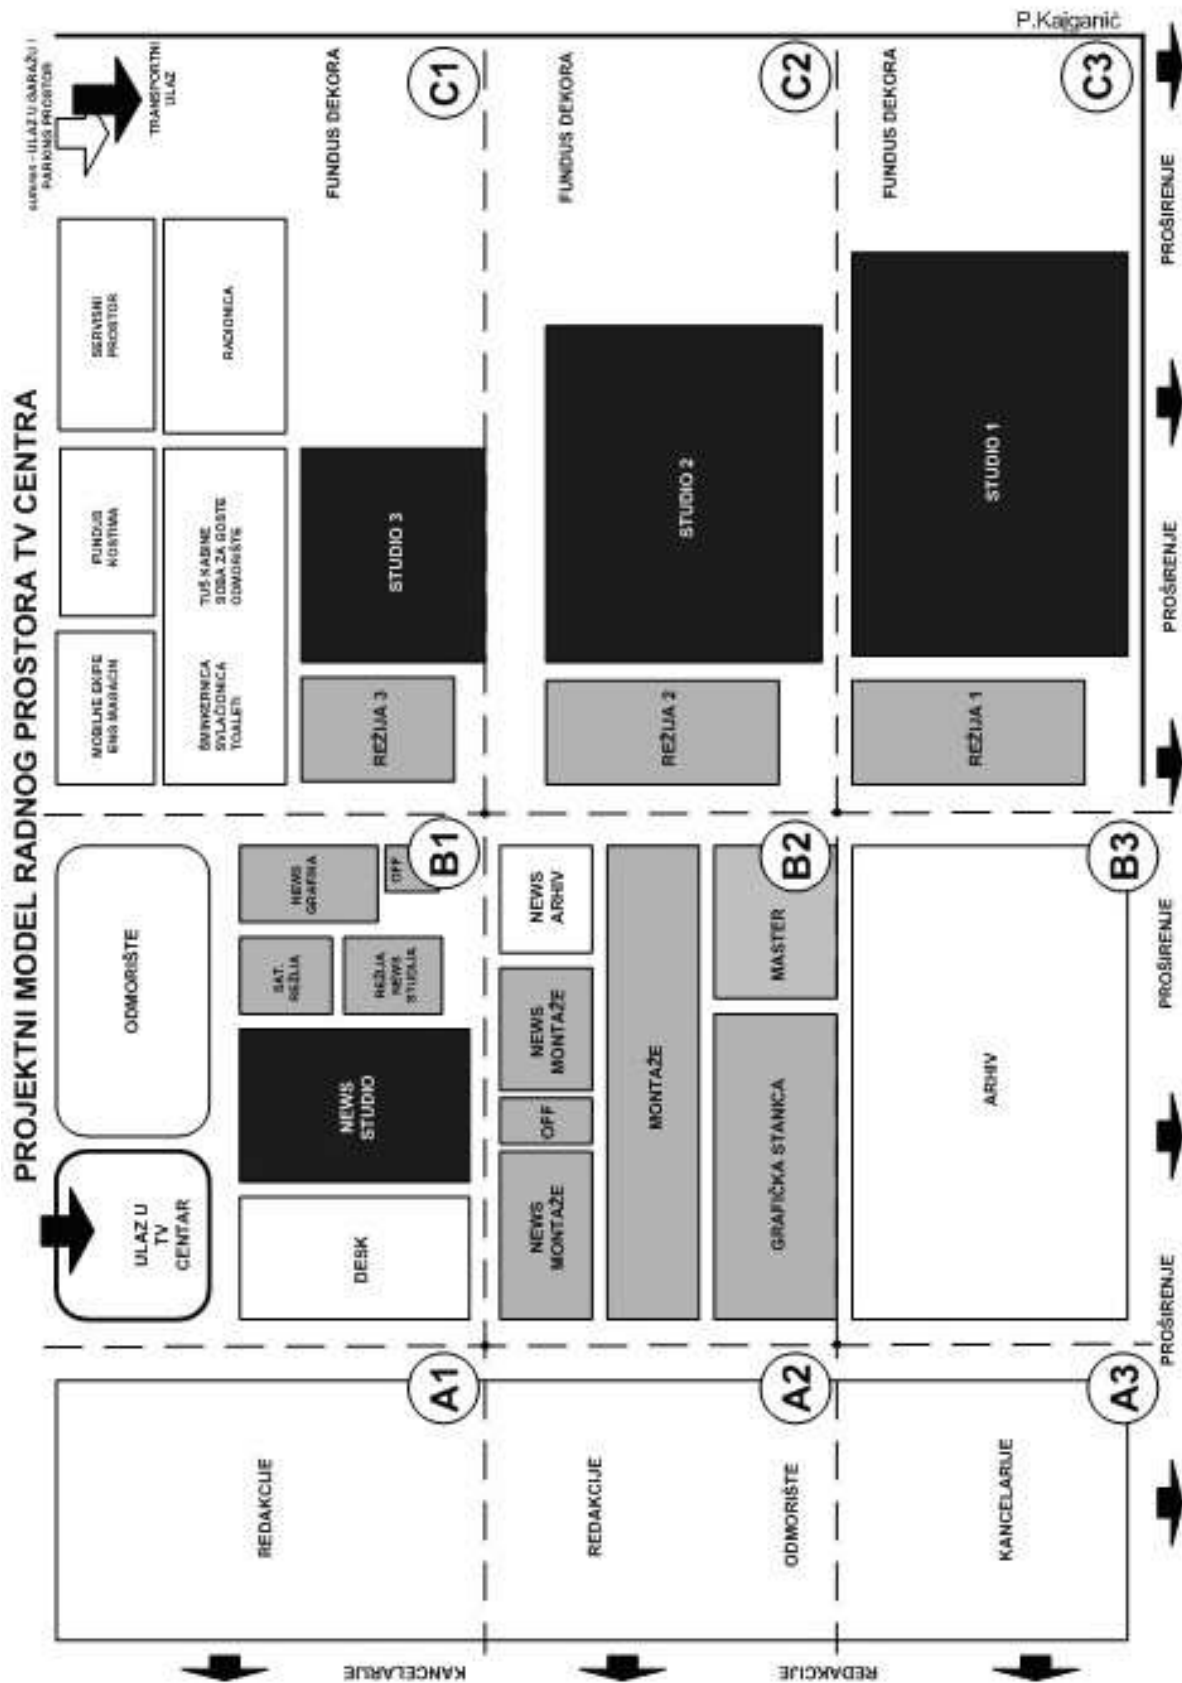 P.Kajganić
PROJEKTNI MODEL RADNOG PROSTORA TV CENTRA
ULAZ U GARAŽU I
PARKING PROSTOR
TRANSPORTNI
ULAZ
ULAZ U
TV
CENTAR
ODMORIŠTE
MOBILNE EKIPE
ENG MAGACIN
FUNDUS
KOSTIMA
SERVISNI
PROSTOR
ŠMINKERNICA
SVLAČIONICA
TOALETI
TUŠ KABINE
SOBA ZA GOSTE
ODMORIŠTE
RADIONICA
REDAKCIJE
DESK
NEWS
STUDIO
SAT.
REŽIJA
REŽIJA
NEWS
STUDIJA
NEWS
GRAFIKA
OFF
REŽIJA 3
STUDIO 3
FUNDUS DEKORA
A1
B1
C1
KANCELARIJE
REDAKCIJE
NEWS
MONTAŽE
OFF
NEWS
MONTAŽE
NEWS
ARHIV
MONTAŽE
REŽIJA 2
STUDIO 2
FUNDUS DEKORA
ODMORIŠTE
GRAFIČKA STANICA
MASTER
A2
B2
C2
REDAKCIJE
KANCELARIJE
ARHIV
REŽIJA 1
STUDIO 1
FUNDUS DEKORA
A3
B3
C3
PROŠIRENJE
PROŠIRENJE
PROŠIRENJE
PROŠIRENJE